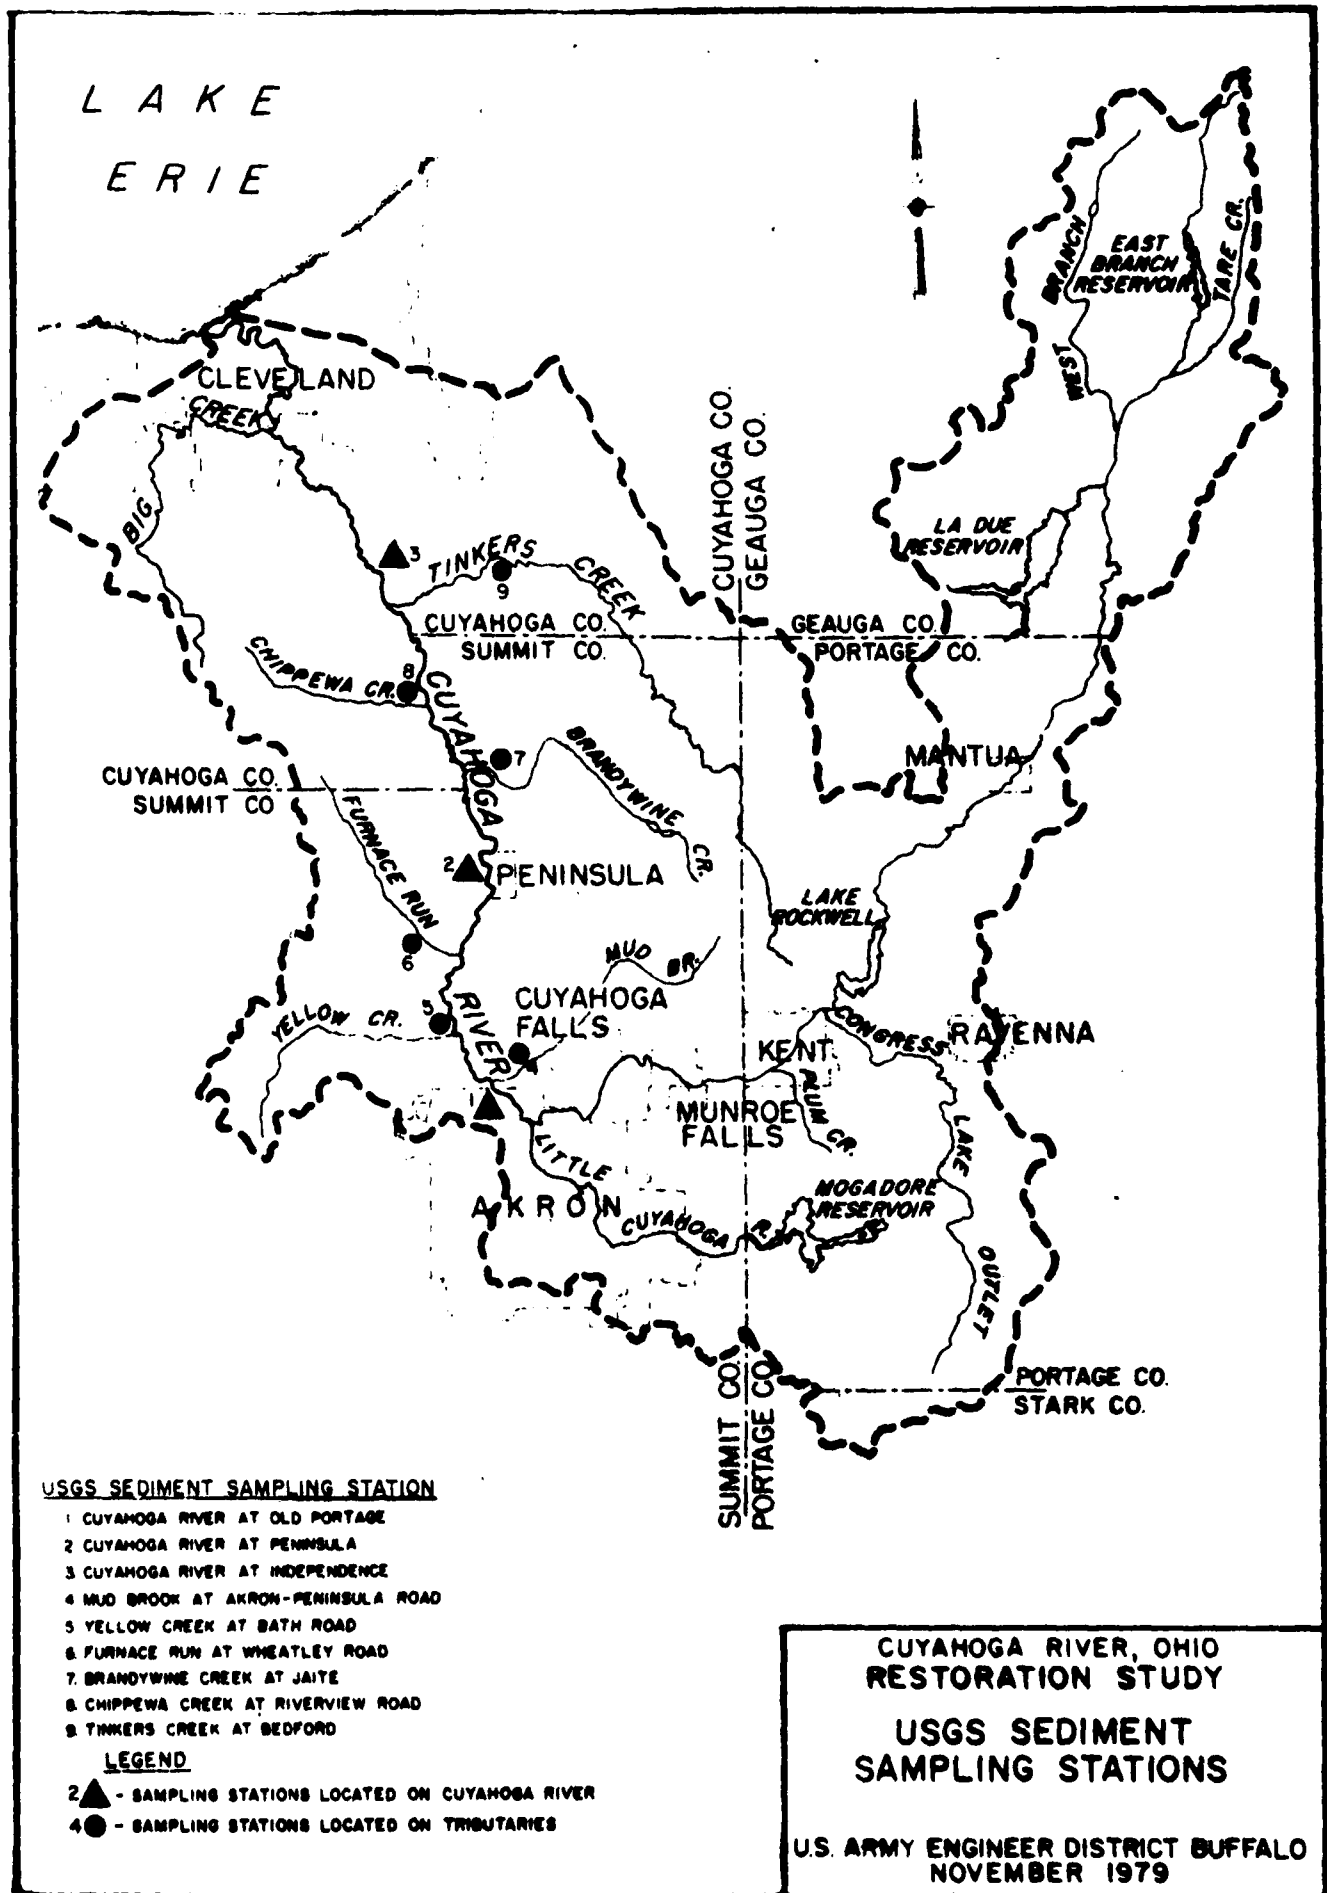 LAKE
ERIE
CLEVELAND
CREEK
BIG
BRANCH
WEST
EAST
BRANCH
RESERVOIR
TARE CR.
CUYAHOGA CO.
GEAUGA CO.
LA DUE
RESERVOIR
3
TINKERS
CREEK
9
CUYAHOGA CO.
SUMMIT CO.
GEAUGA CO.
PORTAGE CO.
CHIPPEWA CR.
8
CUYAHOGA
7
BRANDYWINE
CR.
MANTUA
CUYAHOGA CO.
SUMMIT CO
FURNACE RUN
2
PENINSULA
LAKE
ROCKWELL
6
MUD BR.
YELLOW CR.
5
RIVER
CUYAHOGA
FALLS
4
CONGRESS
LAKE
OUTLET
RAVENNA
KENT
PLUM CR.
MUNROE
FALLS
LITTLE
CUYAHOGA R.
AKRON
MOGADORE
RESERVOIR
SUMMIT CO.
PORTAGE CO.
PORTAGE CO.
STARK CO.
USGS SEDIMENT SAMPLING STATION
1 CUYAHOGA RIVER AT OLD PORTAGE
2 CUYAHOGA RIVER AT PENINSULA
3 CUYAHOGA RIVER AT INDEPENDENCE
4 MUD BROOK AT AKRON-PENINSULA ROAD
5 YELLOW CREEK AT BATH ROAD
6. FURNACE RUN AT WHEATLEY ROAD
7. BRANDYWINE CREEK AT JAITE
8. CHIPPEWA CREEK AT RIVERVIEW ROAD
9. TINKERS CREEK AT BEDFORD
LEGEND
2 - SAMPLING STATIONS LOCATED ON CUYAHOGA RIVER
4 - SAMPLING STATIONS LOCATED ON TRIBUTARIES
CUYAHOGA RIVER, OHIO
RESTORATION STUDY
USGS SEDIMENT
SAMPLING STATIONS
U.S. ARMY ENGINEER DISTRICT BUFFALO
NOVEMBER 1979